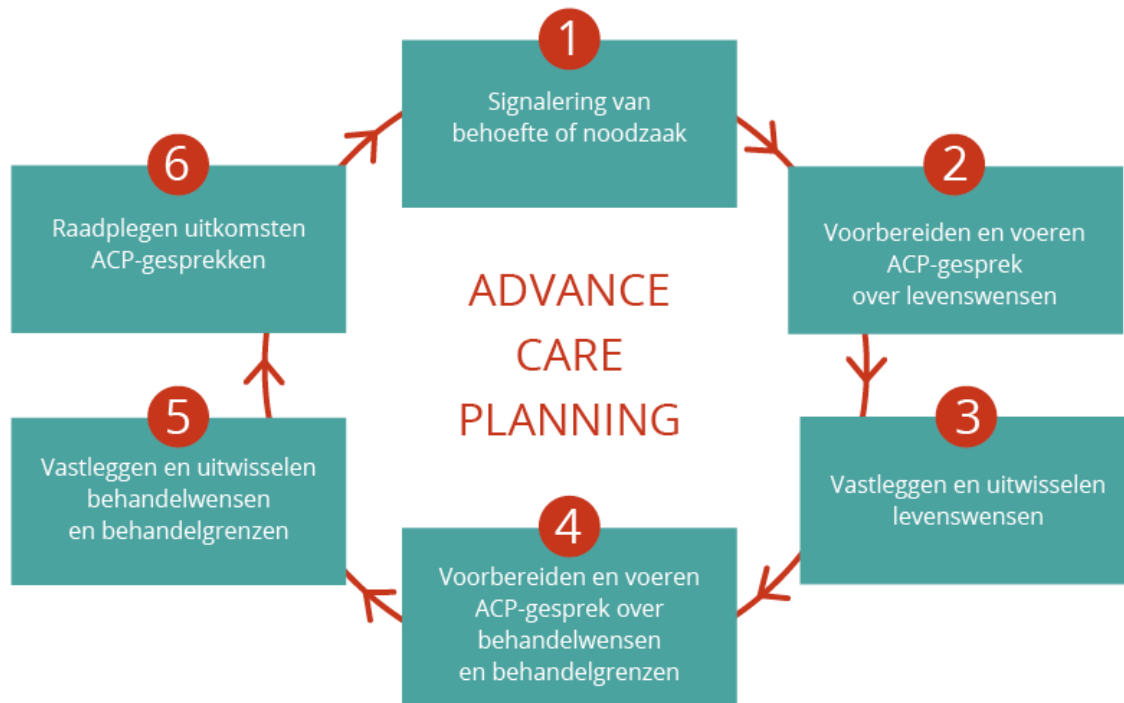 1
Signalering van
behoefte of noodzaak
2
Voorbereiden en voeren
ACP-gesprek
over levenswensen
3
Vastleggen en uitwisselen
levenswensen
4
Voorbereiden en voeren
ACP-gesprek over
behandelwensen
en behandelgrenzen
5
Vastleggen en uitwisselen
behandelwensen
en behandelgrenzen
6
Raadplegen uitkomsten
ACP-gesprekken
ADVANCE
CARE
PLANNING